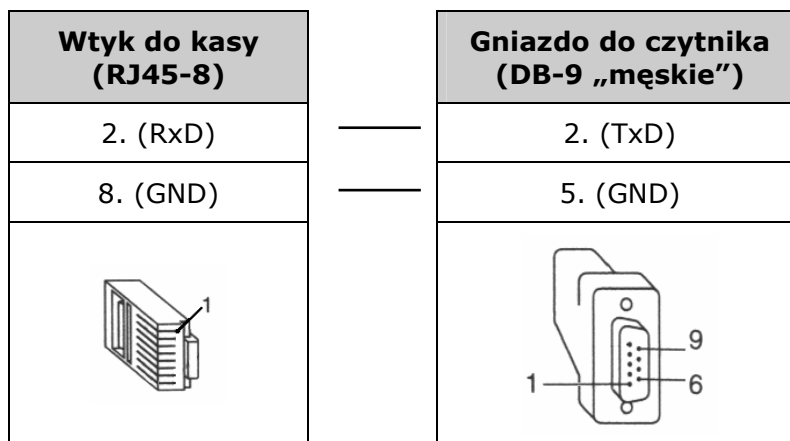 Wtyk do kasy
(RJ45-8)
Gniazdo do czytnika
(DB-9 „męskie”)
2. (RxD)
2. (TxD)
8. (GND)
5. (GND)
1
9
1
6